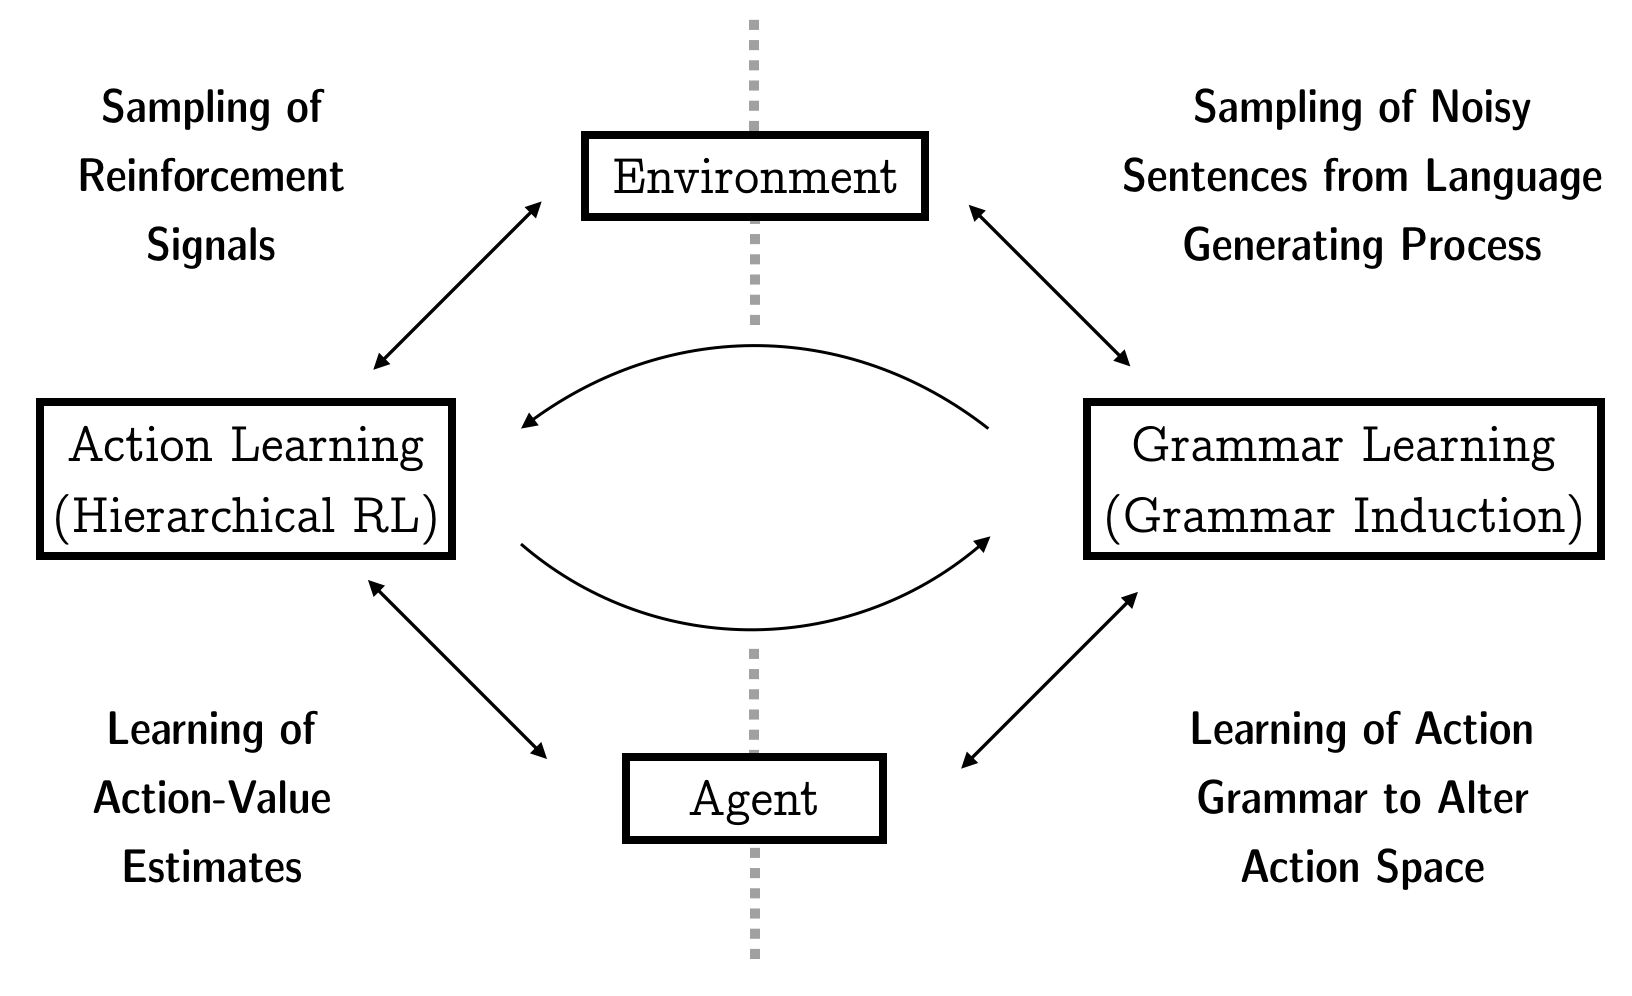 Sampling of
Reinforcement
Signals
Environment
Sampling of Noisy
Sentences from Language
Generating Process
Action Learning
(Hierarchical RL)
Grammar Learning
(Grammar Induction)
Learning of
Action-Value
Estimates
Agent
Learning of Action
Grammar to Alter
Action Space